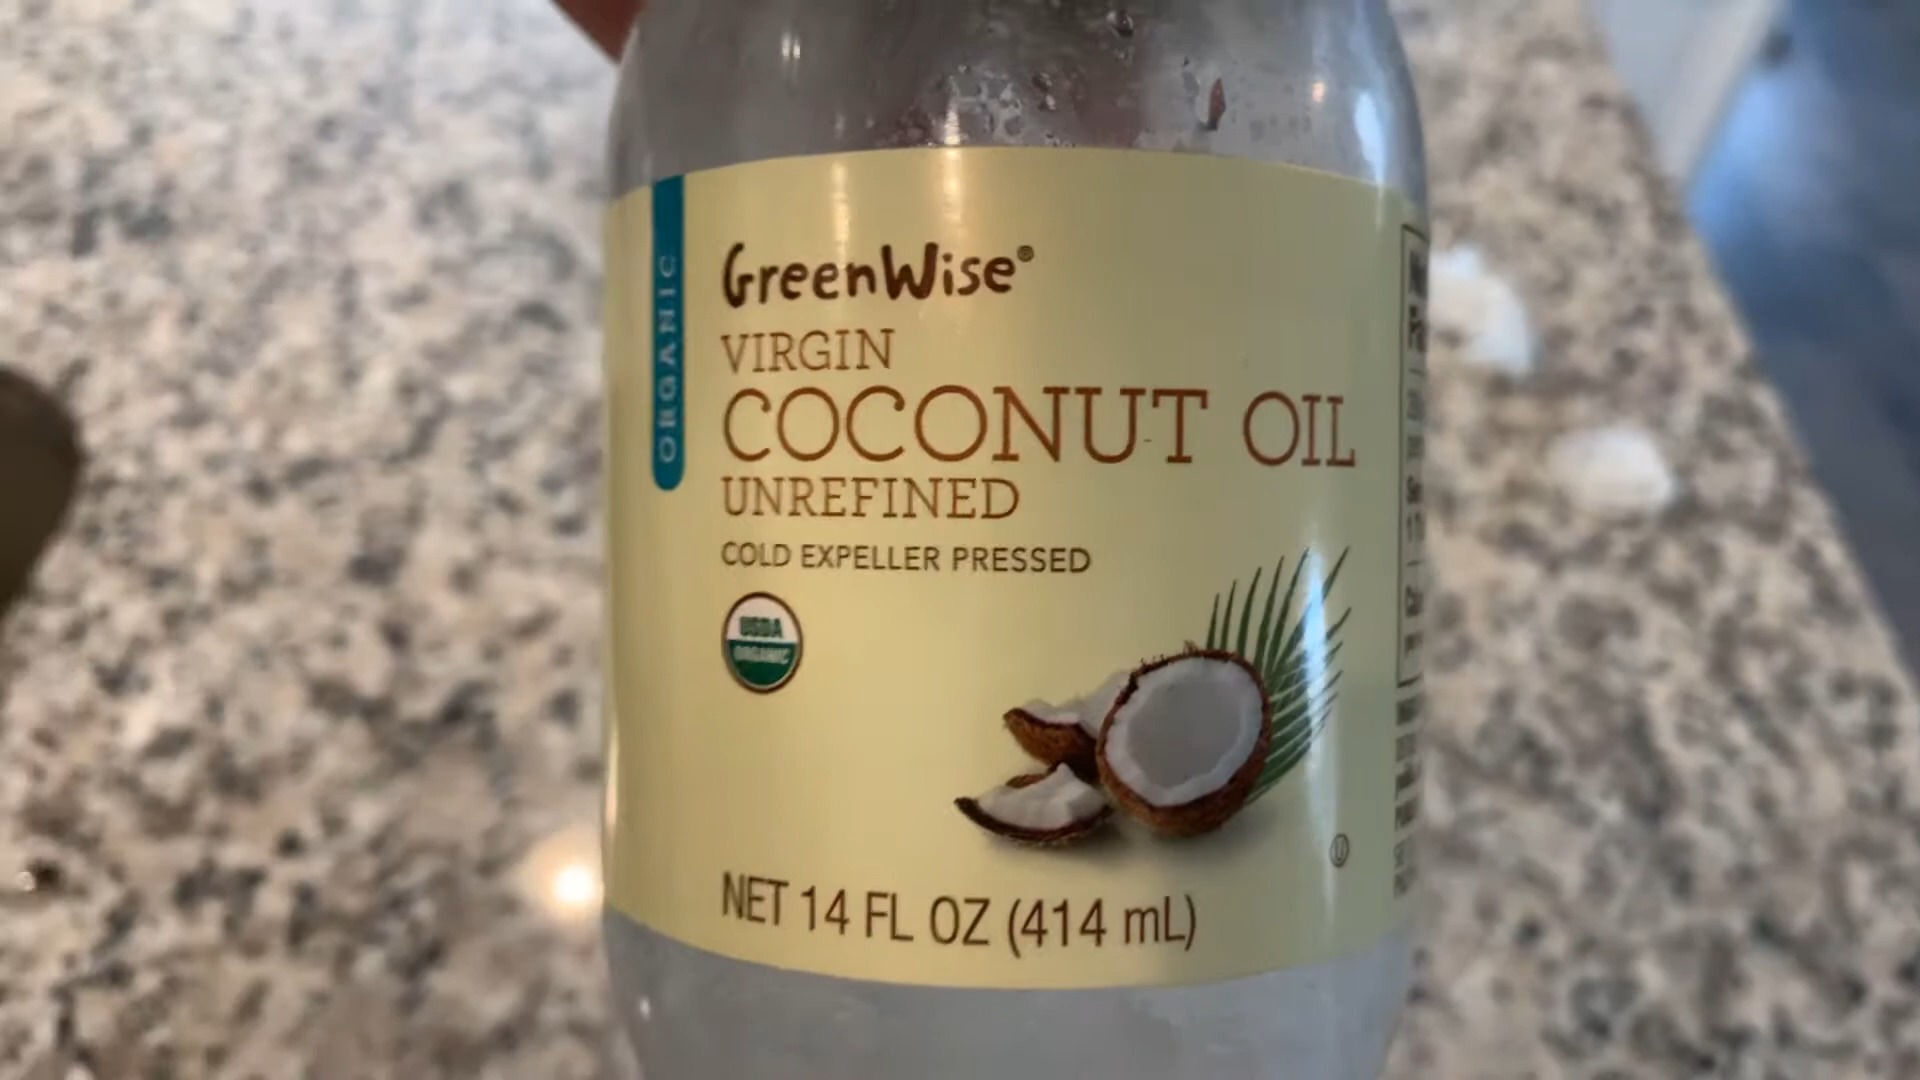 ORGANIC
GreenWise®
VIRGIN
COCONUT OIL
UNREFINED
COLD EXPELLER PRESSED
USDA
ORGANIC
U
NET 14 FL OZ (414 mL)